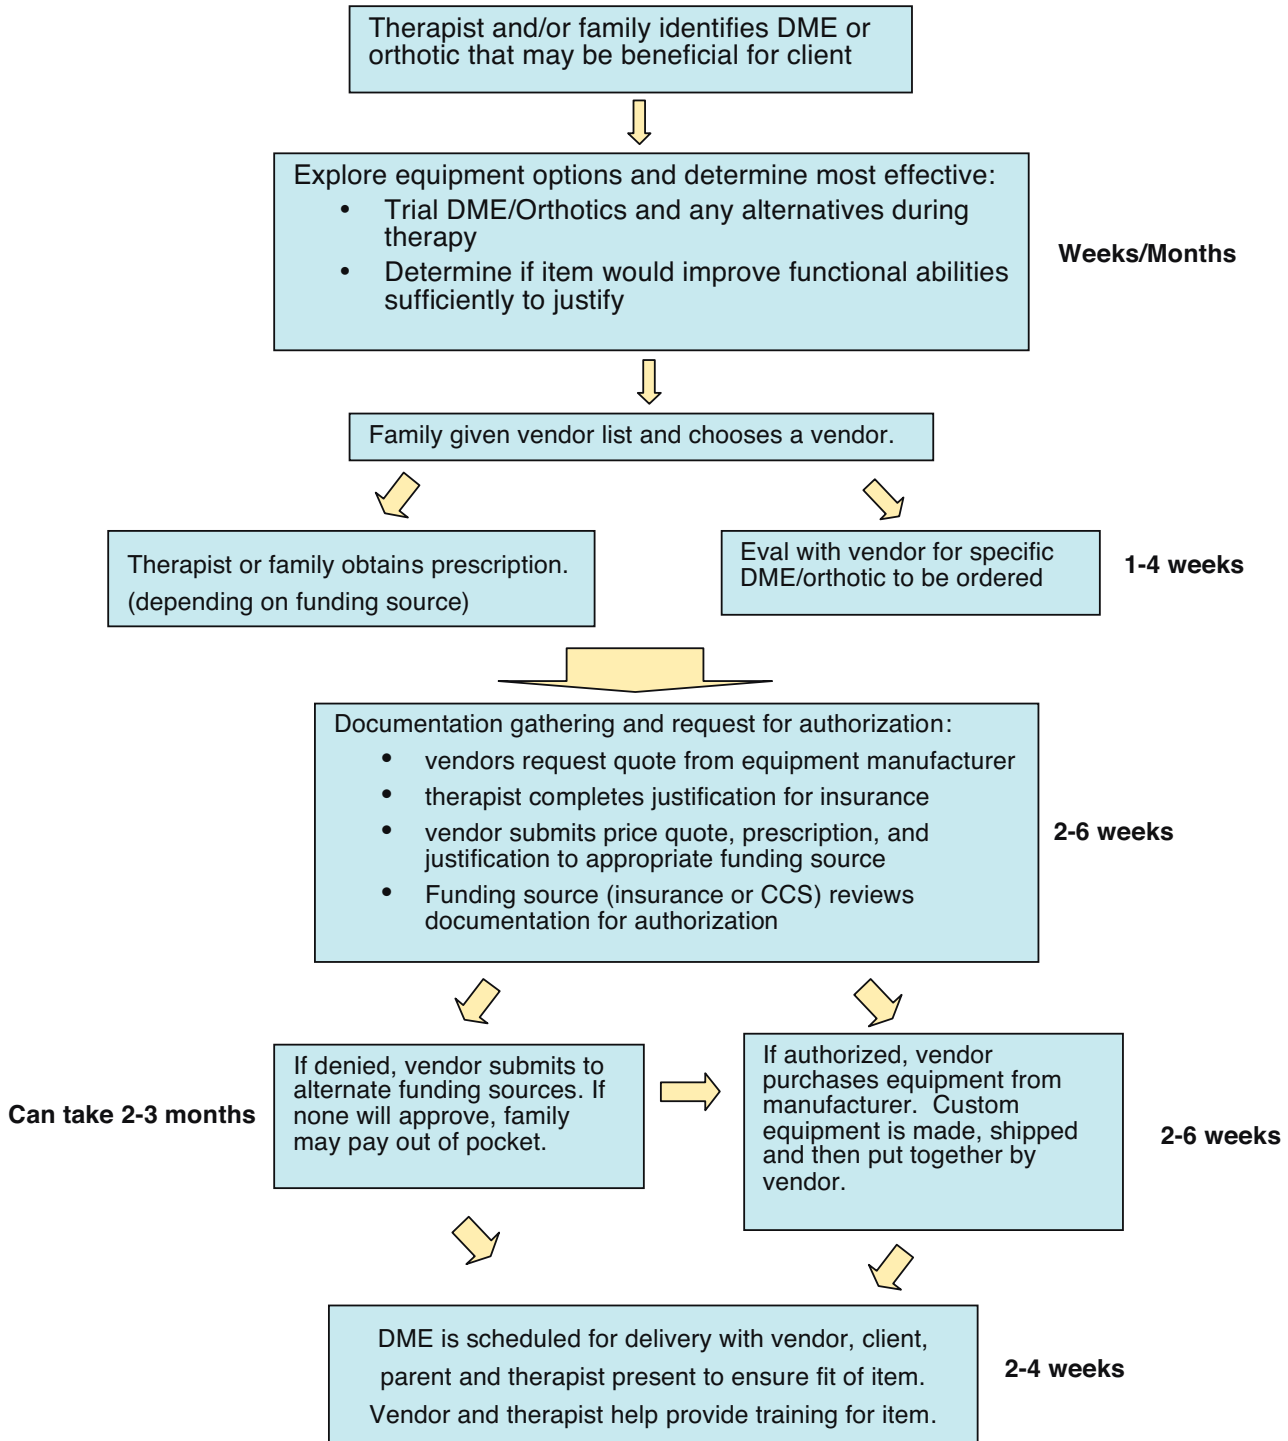 Therapist and/or family identifies DME or
orthotic that may be beneficial for client
Explore equipment options and determine most effective:
• Trial DME/Orthotics and any alternatives during
therapy
• Determine if item would improve functional abilities
sufficiently to justify
Weeks/Months
Family given vendor list and chooses a vendor.
Therapist or family obtains prescription.
(depending on funding source)
Eval with vendor for specific
DME/orthotic to be ordered
1-4 weeks
Documentation gathering and request for authorization:
• vendors request quote from equipment manufacturer
• therapist completes justification for insurance
• vendor submits price quote, prescription, and
justification to appropriate funding source
• Funding source (insurance or CCS) reviews
documentation for authorization
2-6 weeks
Can take 2-3 months
If denied, vendor submits to
alternate funding sources. If
none will approve, family
may pay out of pocket.
If authorized, vendor
purchases equipment from
manufacturer.  Custom
equipment is made, shipped
and then put together by
vendor.
2-6 weeks
DME is scheduled for delivery with vendor, client,
parent and therapist present to ensure fit of item.
Vendor and therapist help provide training for item.
2-4 weeks